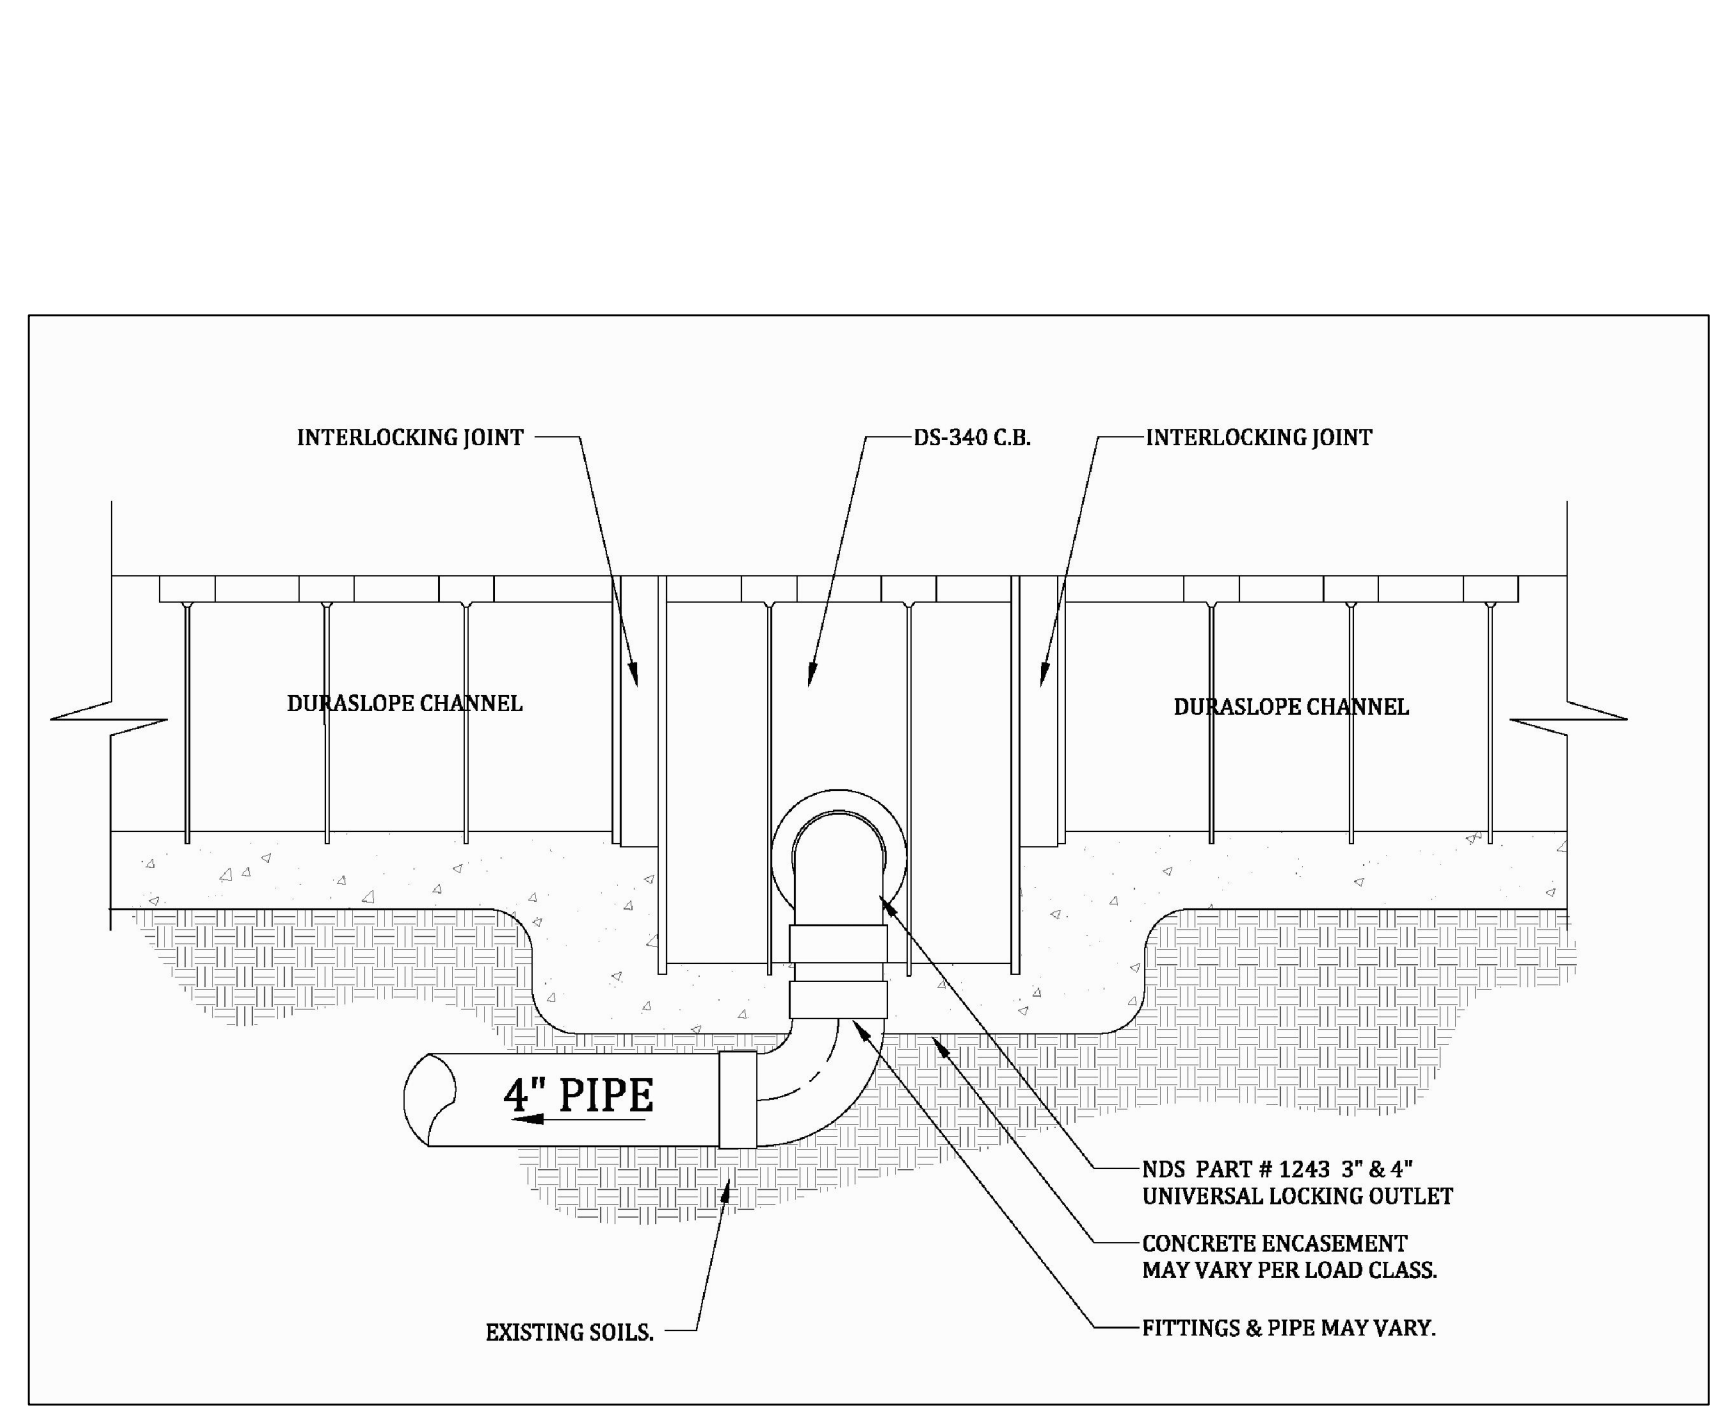 INTERLOCKING JOINT
DS-340 C.B.
INTERLOCKING JOINT
DURASLOPE CHANNEL
DURASLOPE CHANNEL
4" PIPE
NDS PART # 1243 3" & 4"
UNIVERSAL LOCKING OUTLET
CONCRETE ENCASEMENT
MAY VARY PER LOAD CLASS.
FITTINGS & PIPE MAY VARY.
EXISTING SOILS.